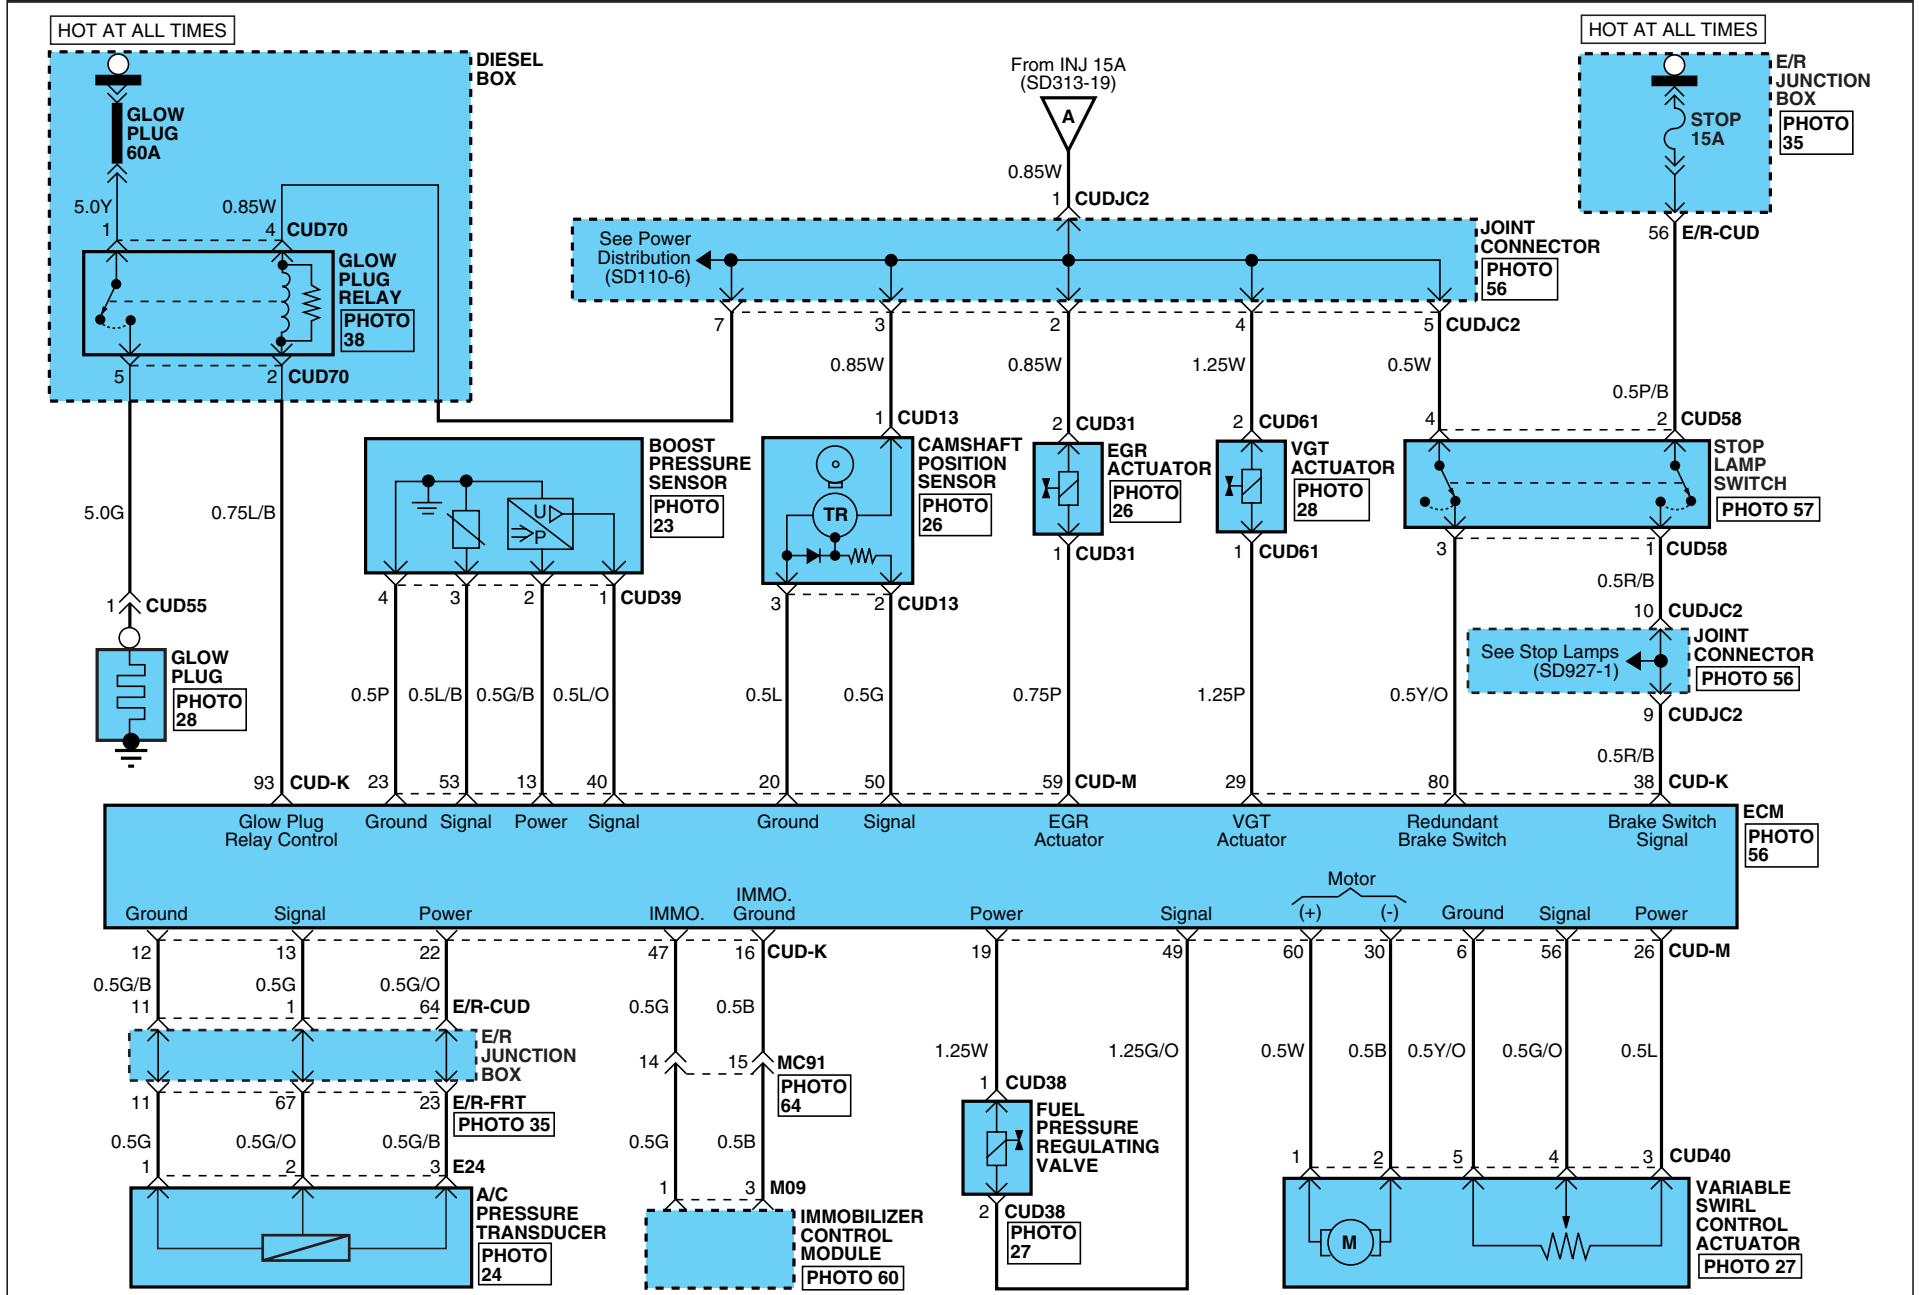 HOT AT ALL TIMES
DIESEL
BOX
GLOW
PLUG
60A
5.0Y
0.85W
1
4 CUD70
GLOW
PLUG
RELAY
PHOTO
38
5
2 CUD70
From INJ 15A
(SD313-19)
A
0.85W
1 CUDJC2
See Power
Distribution
(SD110-6)
JOINT
CONNECTOR
PHOTO
56
7
3
2
4
5 CUDJC2
HOT AT ALL TIMES
E/R
JUNCTION
BOX
PHOTO
35
STOP
15A
56 E/R-CUD
0.85W
0.85W
1.25W
0.5W
0.5P/B
5.0G
0.75L/B
1 CUD55
GLOW
PLUG
PHOTO
28
BOOST
PRESSURE
SENSOR
PHOTO
23
U
P
4
3
2
1 CUD39
1 CUD13
CAMSHAFT
POSITION
SENSOR
PHOTO
26
TR
3
2 CUD13
2 CUD31
EGR
ACTUATOR
PHOTO
26
1 CUD31
2 CUD61
VGT
ACTUATOR
PHOTO
28
1 CUD61
4
2 CUD58
STOP
LAMP
SWITCH
PHOTO 57
3
1 CUD58
0.5R/B
10 CUDJC2
See Stop Lamps
(SD927-1)
JOINT
CONNECTOR
PHOTO 56
9 CUDJC2
0.5R/B
0.5P
0.5L/B
0.5G/B
0.5L/O
0.5L
0.5G
0.75P
1.25P
0.5Y/O
93 CUD-K
23
53
13
40
20
50
59 CUD-M
29
80
38 CUD-K
Glow Plug
Relay Control
Ground
Signal
Power
Signal
Ground
Signal
EGR
Actuator
VGT
Actuator
Redundant
Brake Switch
Brake Switch
Signal
ECM
PHOTO
56
Ground
Signal
Power
IMMO.
IMMO.
Ground
Power
Signal
Motor
(+)
(-)
Ground
Signal
Power
12
13
22
47
16 CUD-K
19
49
60
30
6
56
26 CUD-M
0.5G/B
0.5G
0.5G/O
11
1
64 E/R-CUD
E/R
JUNCTION
BOX
11
67
23 E/R-FRT
PHOTO 35
0.5G
0.5G/O
0.5G/B
1
2
3 E24
A/C
PRESSURE
TRANSDUCER
PHOTO
24
0.5G
0.5B
14
15 MC91
PHOTO
64
0.5G
0.5B
1
3 M09
IMMOBILIZER
CONTROL
MODULE
PHOTO 60
1.25W
1.25G/O
1 CUD38
FUEL
PRESSURE
REGULATING
VALVE
2 CUD38
PHOTO
27
0.5W
0.5B
0.5Y/O
0.5G/O
0.5L
1
2
5
4
3 CUD40
M
VARIABLE
SWIRL
CONTROL
ACTUATOR
PHOTO 27